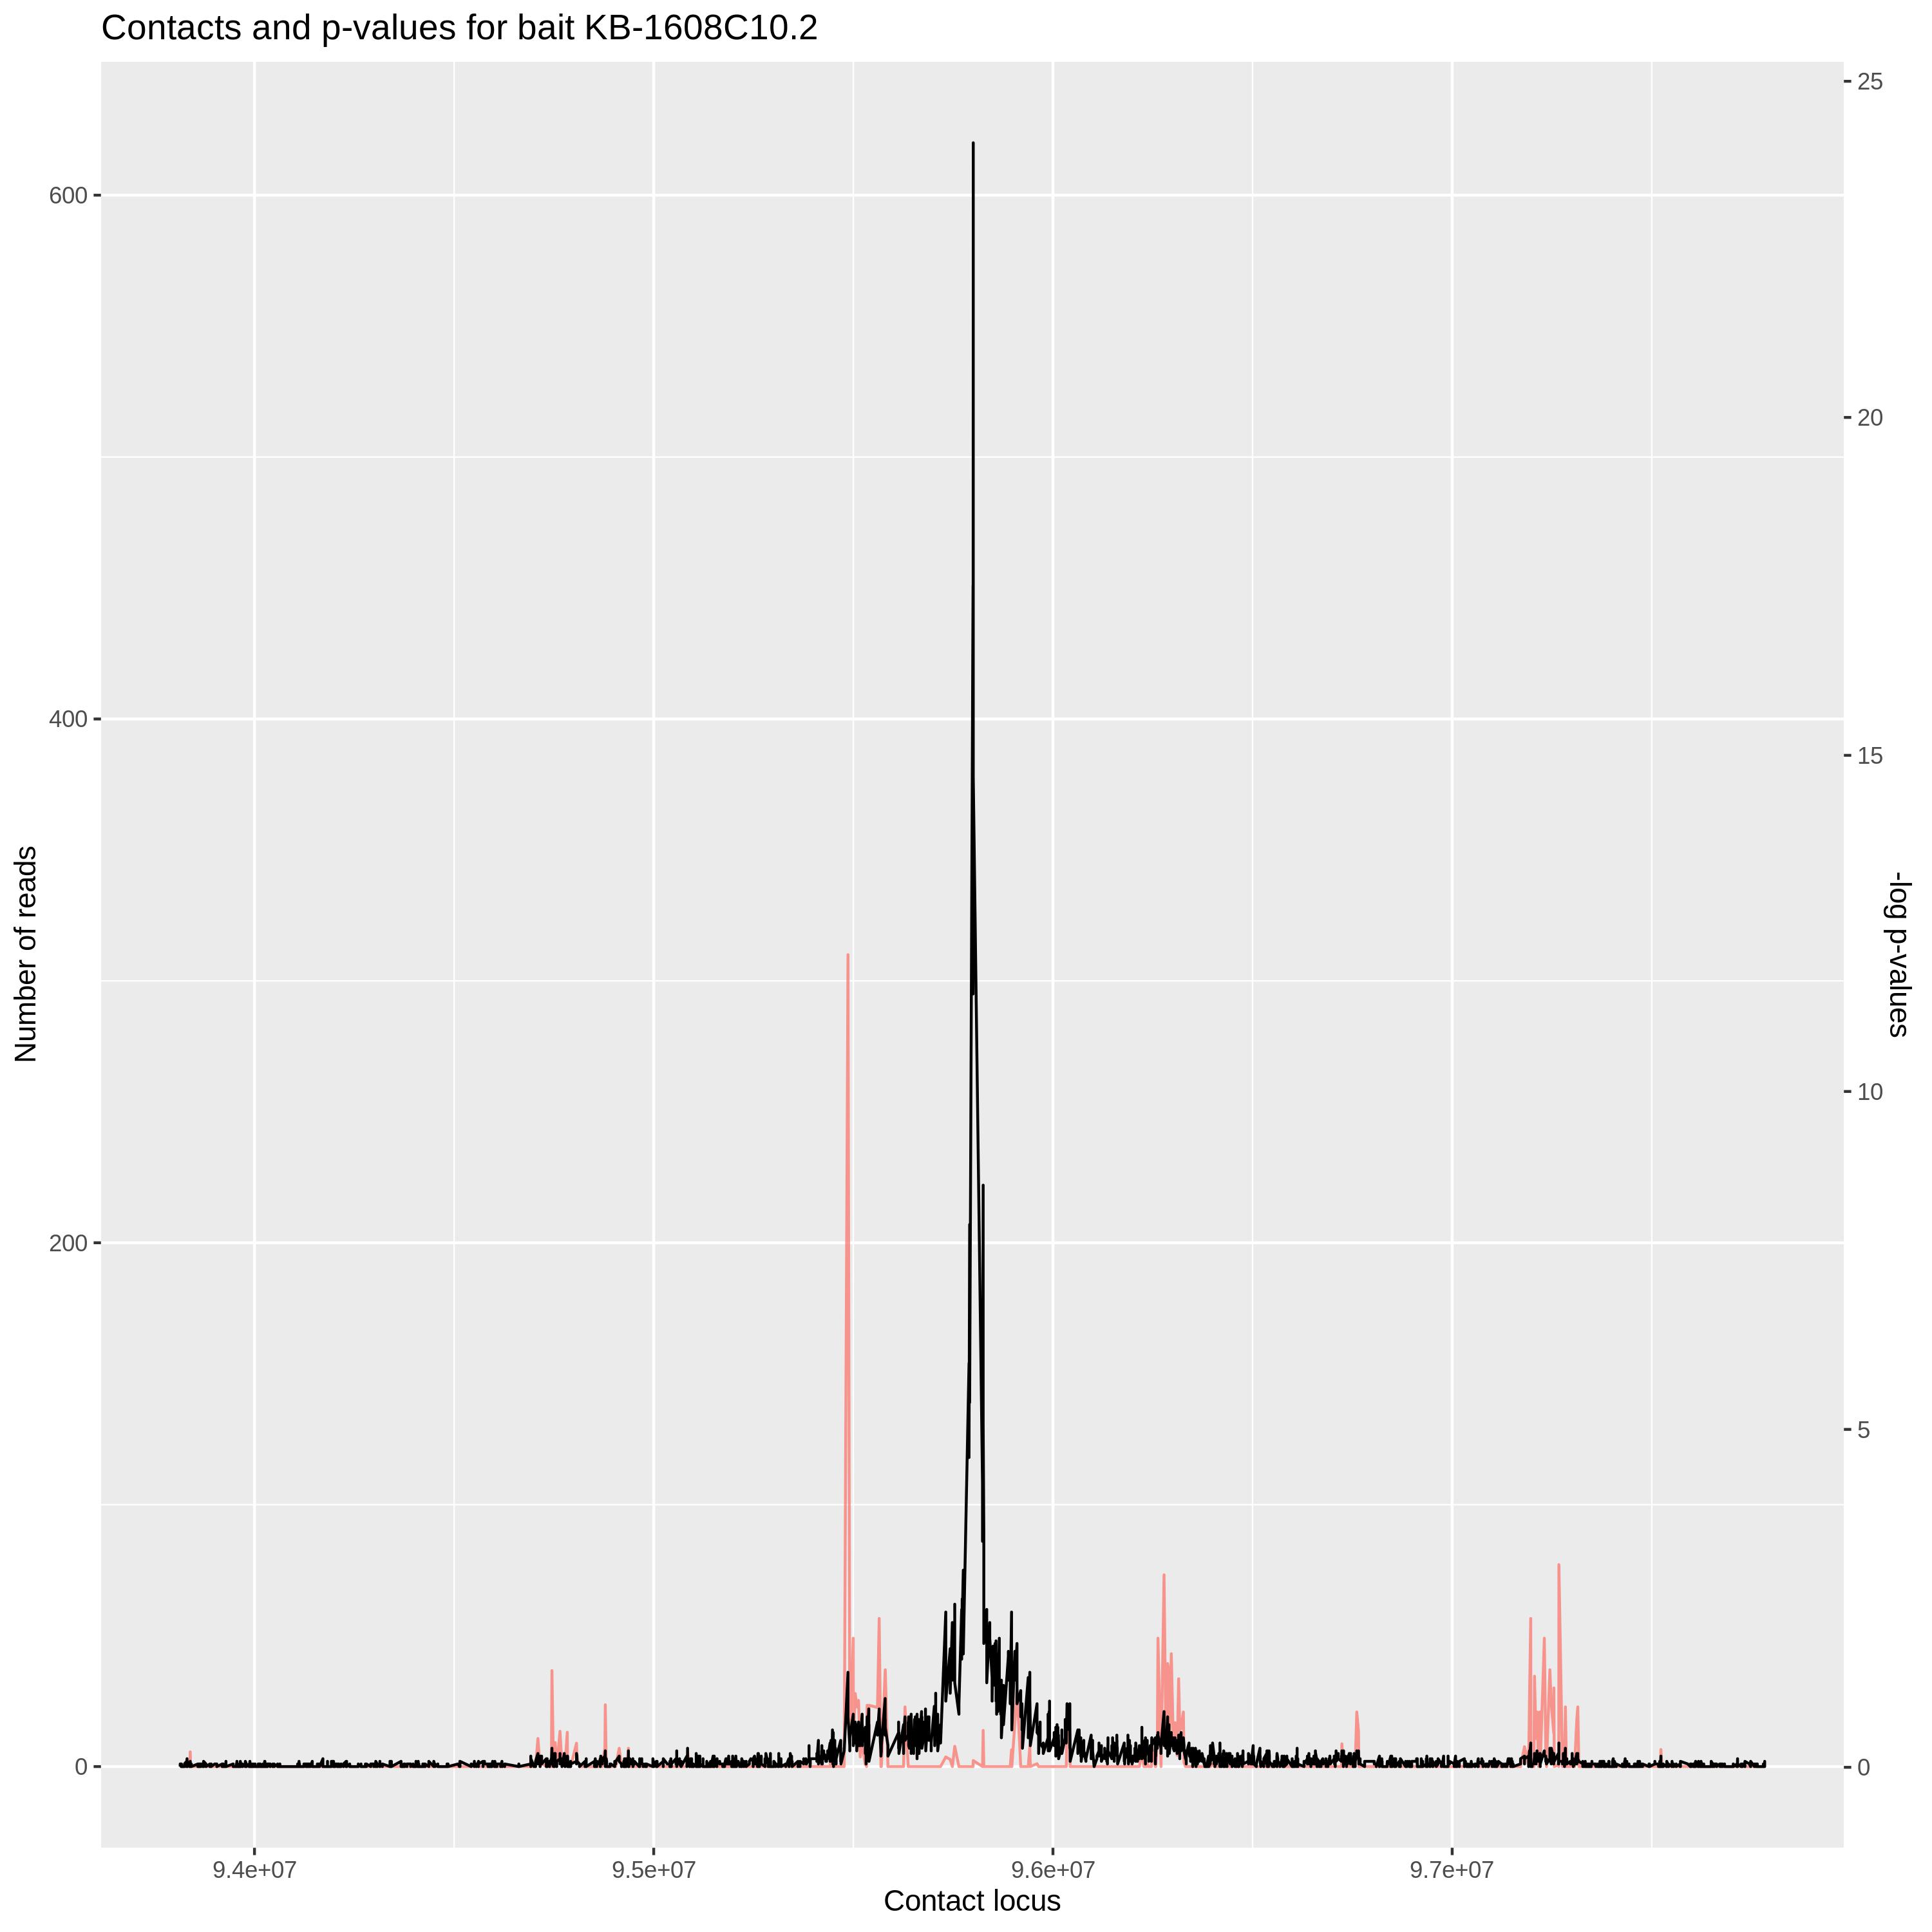 Contacts and p-values for bait KB-1608C10.2
25
600
20
400
15
Number of reads
-log p-values
10
200
5
0
0
9.4e+07
9.5e+07
9.6e+07
9.7e+07
Contact locus